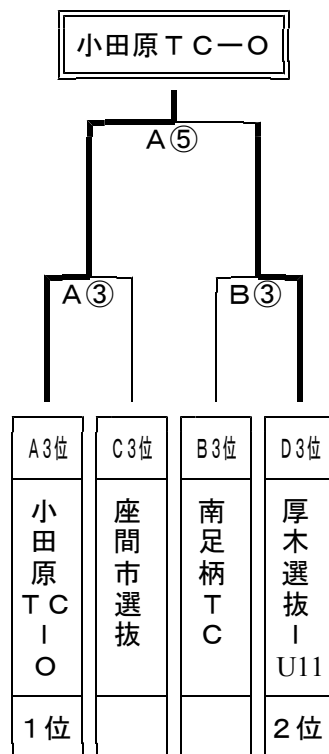 小田原ＴＣ－Ｏ
Ａ⑤
Ａ③ Ｂ③
A3位 C3位 B3位 D3位
小田原ＴＣ－Ｏ
座間市選抜
南足柄ＴＣ
厚木選抜－U11
１位 ２位